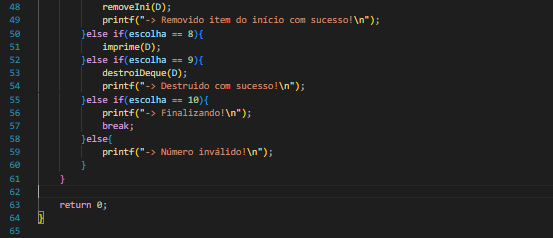 48 removeIni(D);
49 printf("-> Removido item do início com sucesso!\n");
50 }else if(escolha == 8){
51 imprime(D);
52 }else if(escolha == 9){
53 destroiDeque(D);
54 printf("-> Destruido com sucesso!\n");
55 }else if(escolha == 10){
56 printf("-> Finalizando!\n");
57 break;
58 }else{
59 printf("-> Número inválido!\n");
60 }
61 }
62
63 return 0;
64 }
65